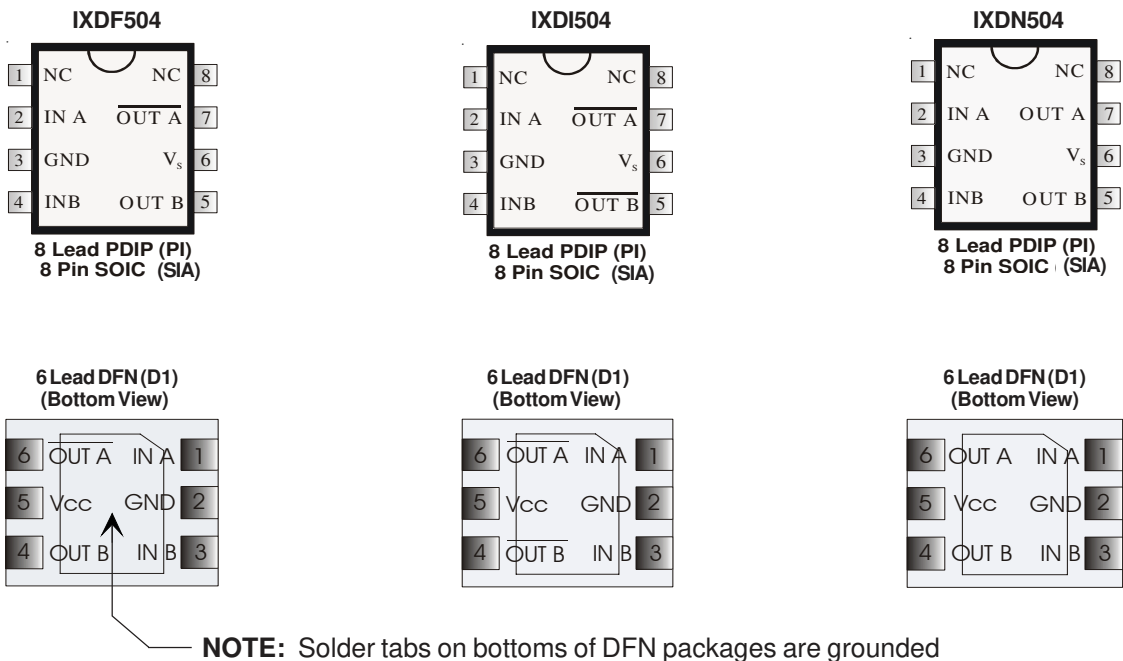 IXDF504
IXDI504
IXDN504
1 NC NC 8
2 IN A OUT A 7
3 GND Vs 6
4 INB OUT B 5
8 Lead PDIP (PI)
8 Pin SOIC (SIA)
1 NC NC 8
2 IN A OUT A 7
3 GND Vs 6
4 INB OUT B 5
8 Lead PDIP (PI)
8 Pin SOIC (SIA)
1 NC NC 8
2 IN A OUT A 7
3 GND Vs 6
4 INB OUT B 5
8 Lead PDIP (PI)
8 Pin SOIC (SIA)
6 Lead DFN (D1)
(Bottom View)
6 OUT A IN A 1
5 Vcc GND 2
4 OUT B IN B 3
6 Lead DFN (D1)
(Bottom View)
6 OUT A IN A 1
5 Vcc GND 2
4 OUT B IN B 3
6 Lead DFN (D1)
(Bottom View)
6 OUT A IN A 1
5 Vcc GND 2
4 OUT B IN B 3
NOTE: Solder tabs on bottoms of DFN packages are grounded